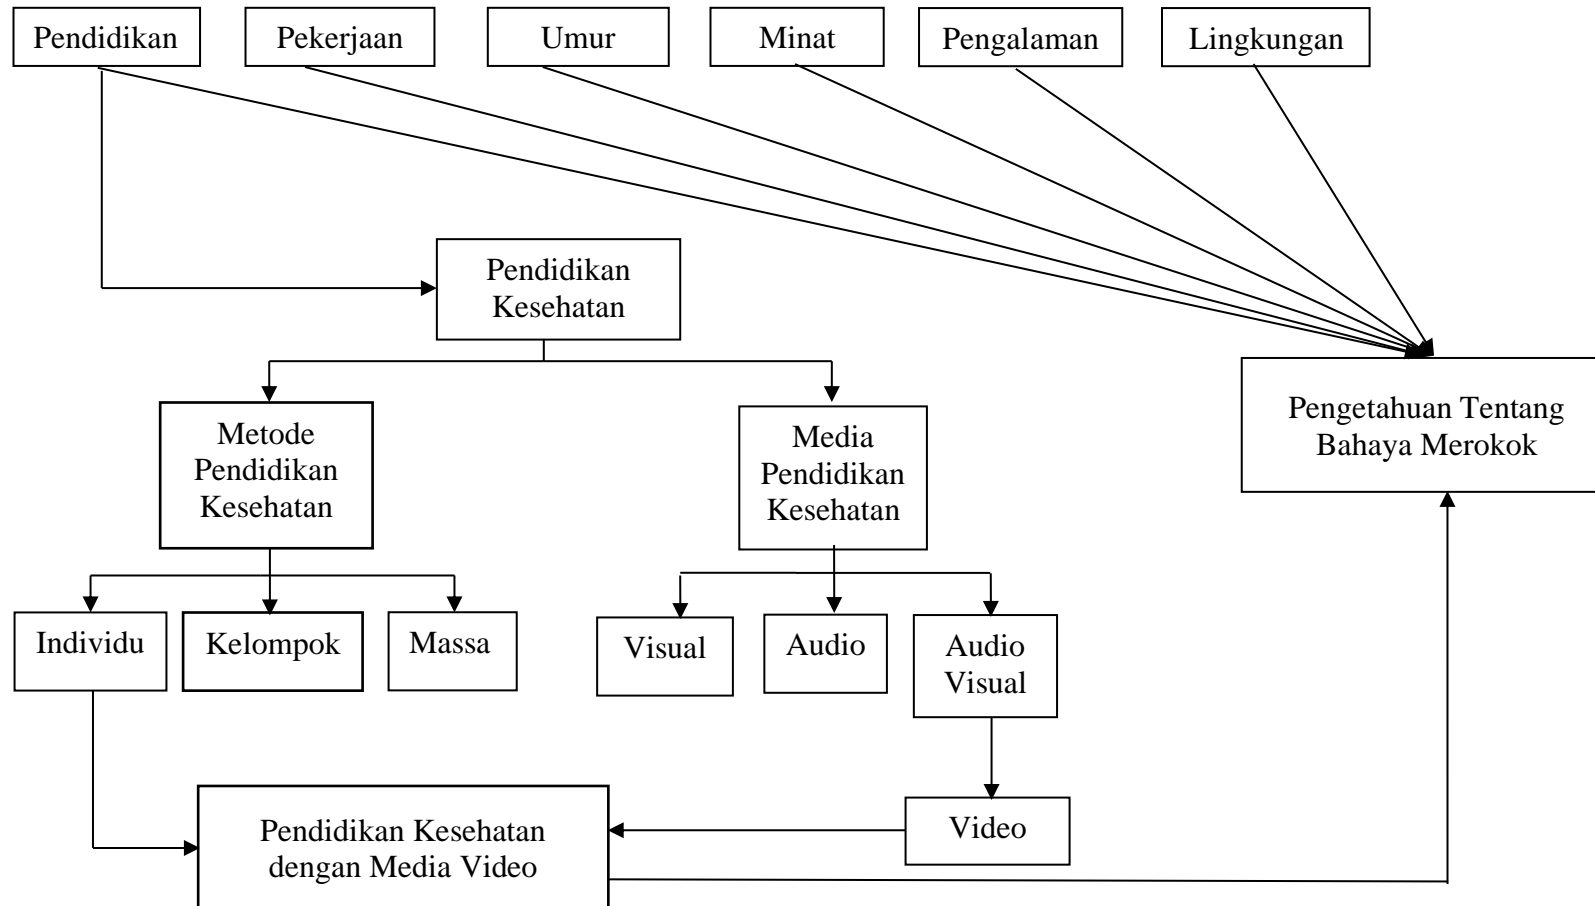 Pendidikan
Pekerjaan
Umur
Minat
Pengalaman
Lingkungan
Pendidikan
Kesehatan
Pengetahuan Tentang
Bahaya Merokok
Metode
Pendidikan
Kesehatan
Media
Pendidikan
Kesehatan
Individu
Kelompok
Massa
Visual
Audio
Audio
Visual
Video
Pendidikan Kesehatan
dengan Media Video